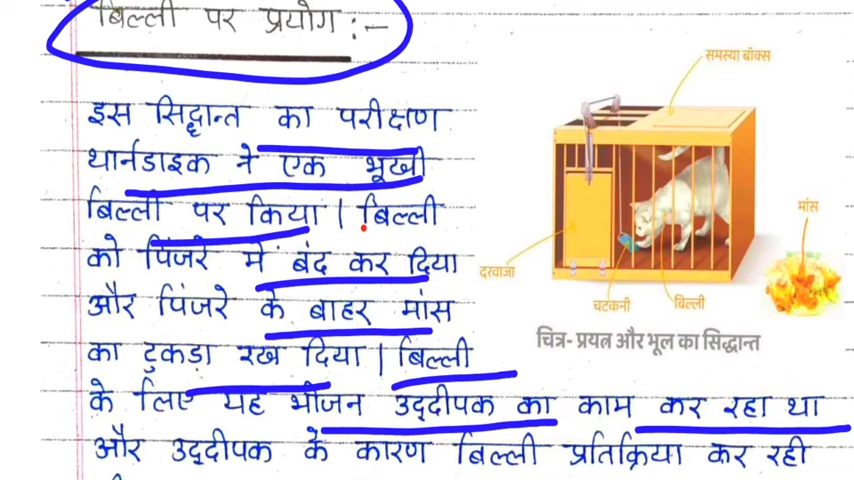 बिल्ली पर प्रयोग :–
इस सिद्धान्त का परीक्षण
थार्नडाइक ने एक भूखी
बिल्ली पर किया | बिल्ली
को पिंजरे में बंद कर दिया
और पिंजरे के बाहर मांस
का टुकड़ा रख दिया | बिल्ली
के लिए यह भोजन उद्दीपक का काम कर रहा था
और उद्दीपक के कारण बिल्ली प्रतिक्रिया कर रही
समस्या बॉक्स
मांस
दरवाजा
चटकनी
बिल्ली
चित्र- प्रयत्न और भूल का सिद्धान्त